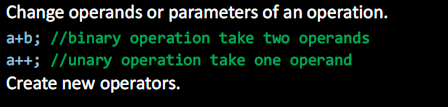 Change operands or parameters of an operation.
a+b; //binary operation take two operands
a++; //unary operation take one operand
Create new operators.